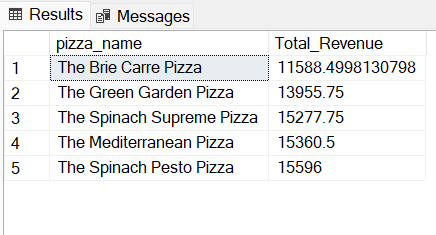 Results Messages
pizza_name Total_Revenue
1 The Brie Carre Pizza 11588.4998130798
2 The Green Garden Pizza 13955.75
3 The Spinach Supreme Pizza 15277.75
4 The Mediterranean Pizza 15360.5
5 The Spinach Pesto Pizza 15596